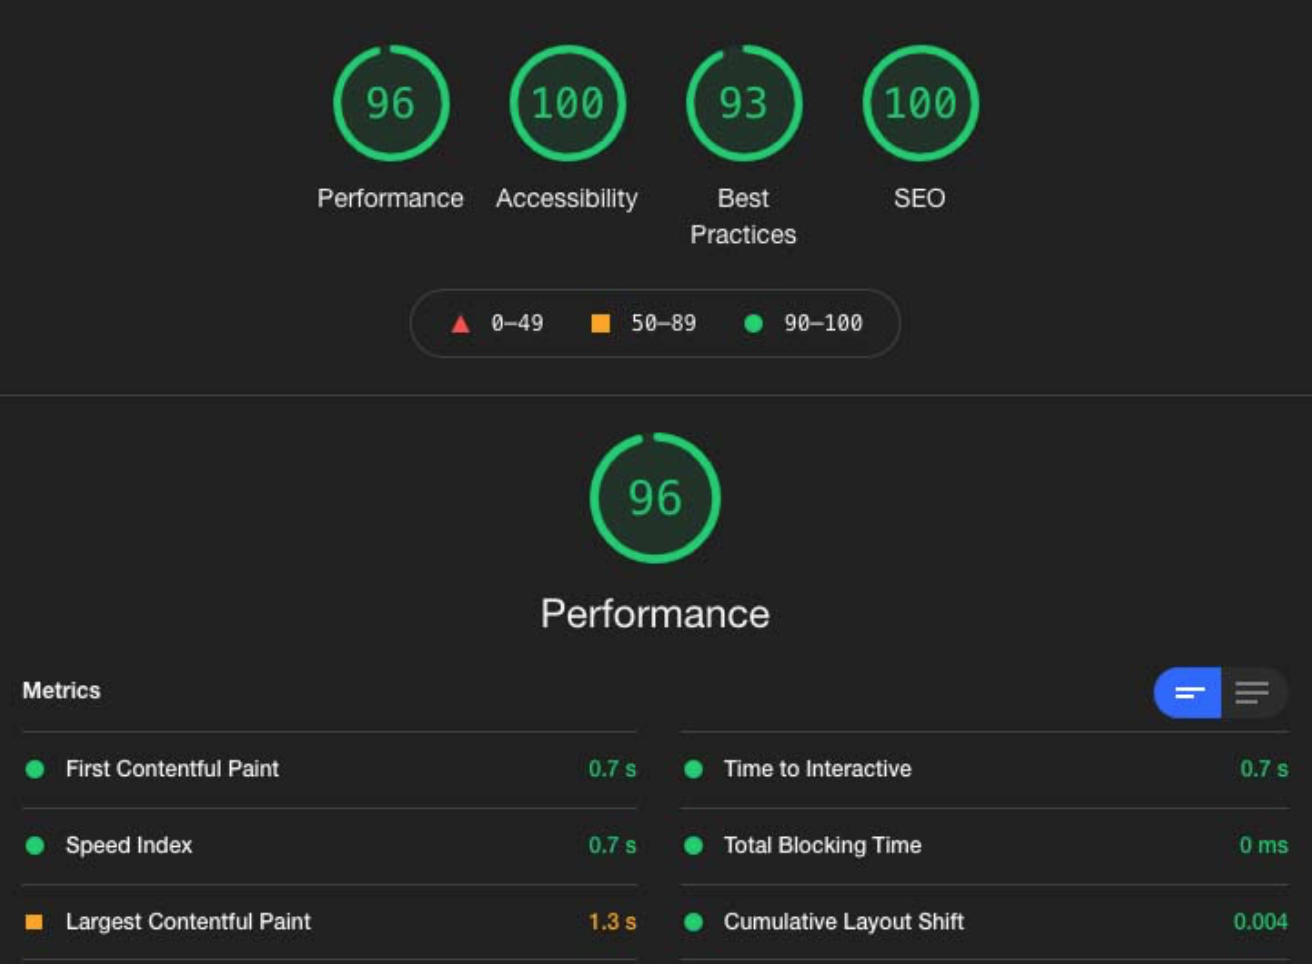 96 100 93 100
Performance Accessibility Best Practices SEO
0–49 50–89 90–100
96
Performance
Metrics
First Contentful Paint 0.7 s
Time to Interactive 0.7 s
Speed Index 0.7 s
Total Blocking Time 0 ms
Largest Contentful Paint 1.3 s
Cumulative Layout Shift 0.004